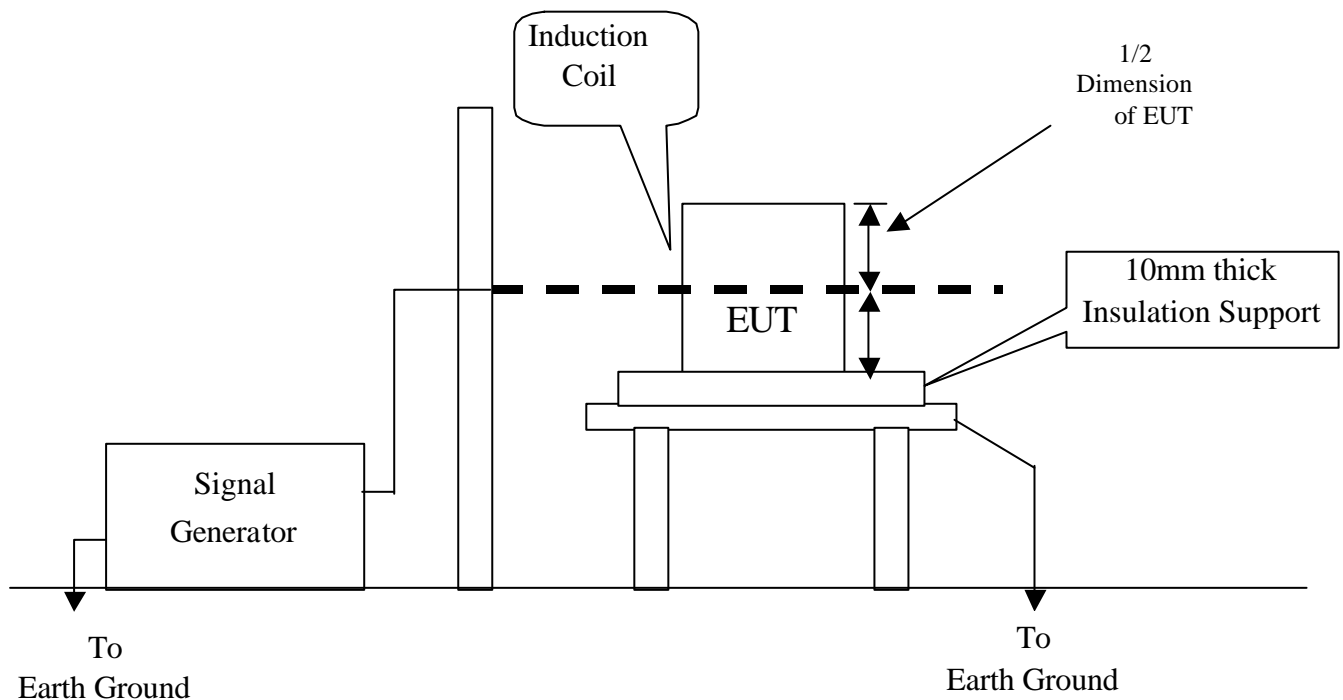 Induction
Coil
1/2
Dimension
of EUT
10mm thick
Insulation Support
EUT
Signal
Generator
To
Earth Ground
To
Earth Ground